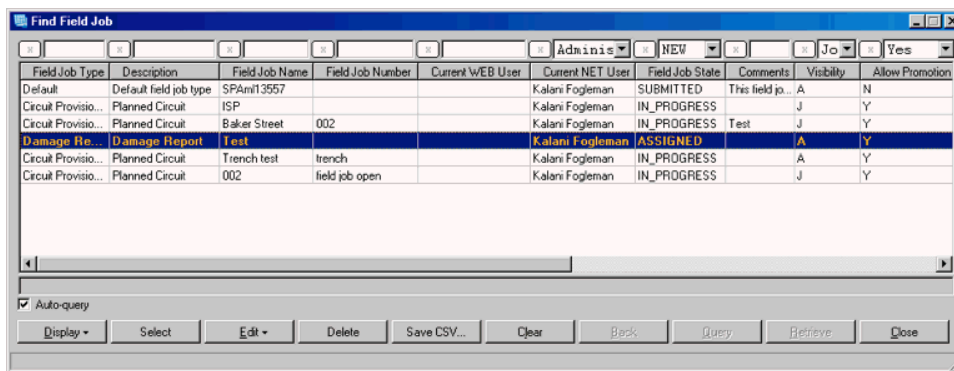 Find Field Job
Adminis NEW Jo Yes
Field Job Type Description Field Job Name Field Job Number Current WEB User Current NET User Field Job State Comments Visibility Allow Promotion
Default Default field job type SPAml13557 Kalani Fogleman SUBMITTED This field jo... A N
Circuit Provisio... Planned Circuit ISP Kalani Fogleman IN_PROGRESS J Y
Circuit Provisio... Planned Circuit Baker Street 002 Kalani Fogleman IN_PROGRESS Test J Y
Damage Re... Damage Report Test Kalani Fogleman ASSIGNED A Y
Circuit Provisio... Planned Circuit Trench test trench Kalani Fogleman IN_PROGRESS A Y
Circuit Provisio... Planned Circuit 002 field job open Kalani Fogleman IN_PROGRESS J Y
Auto-query
Display Select Edit Delete Save CSV... Clear Back Query Retrieve Close